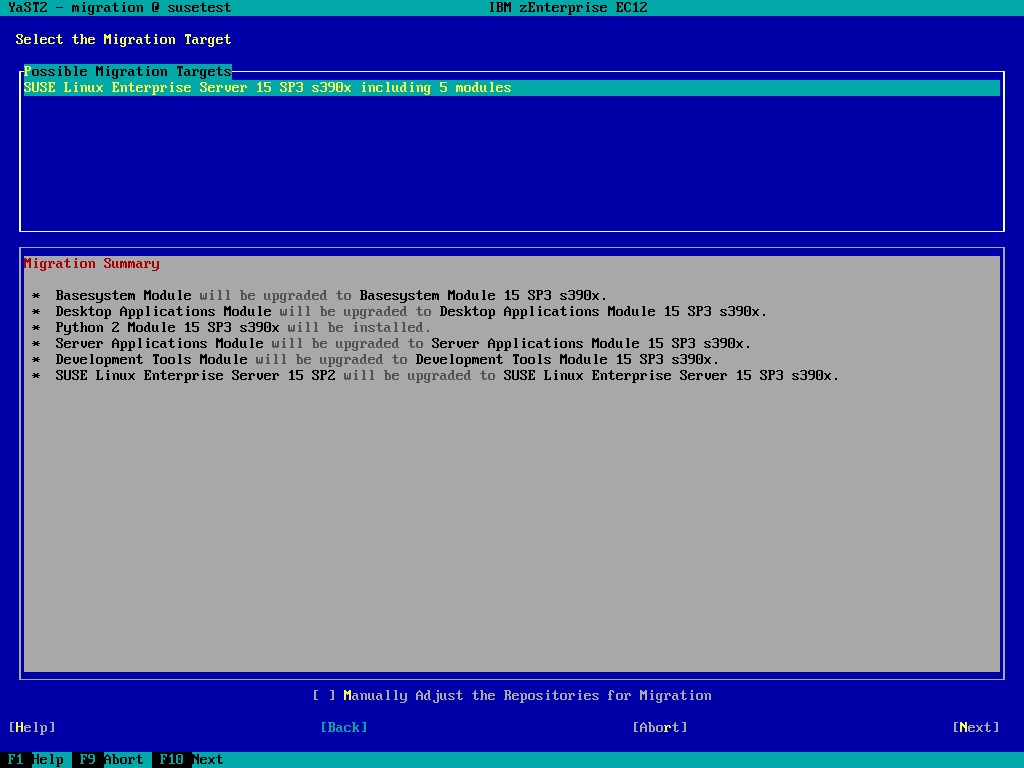 YaST2 - migration @ susetest IBM zEnterprise EC12
Select the Migration Target
Possible Migration Targets
SUSE Linux Enterprise Server 15 SP3 s390x including 5 modules
Migration Summary
* Basesystem Module will be upgraded to Basesystem Module 15 SP3 s390x.
* Desktop Applications Module will be upgraded to Desktop Applications Module 15 SP3 s390x.
* Python 2 Module 15 SP3 s390x will be installed.
* Server Applications Module will be upgraded to Server Applications Module 15 SP3 s390x.
* Development Tools Module will be upgraded to Development Tools Module 15 SP3 s390x.
* SUSE Linux Enterprise Server 15 SP2 will be upgraded to SUSE Linux Enterprise Server 15 SP3 s390x.
[ ] Manually Adjust the Repositories for Migration
[Help] [Back] [Abort] [Next]
F1 Help F9 Abort F10 Next